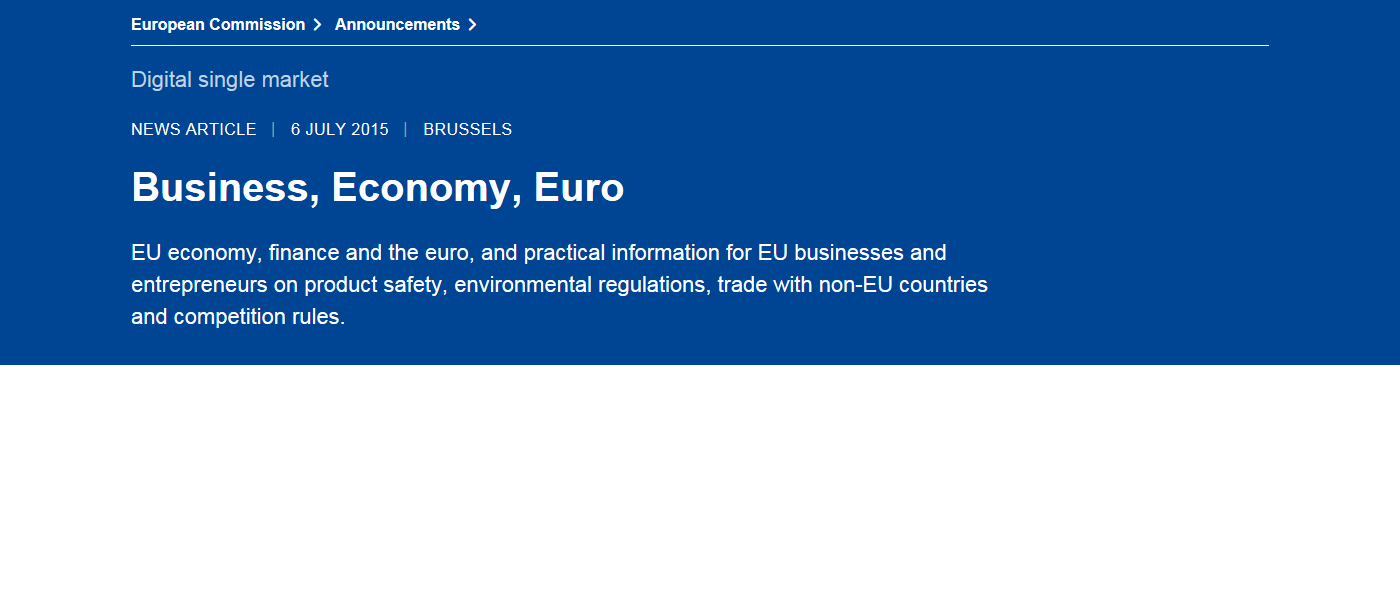 European Commission > Announcements >
Digital single market
NEWS ARTICLE | 6 JULY 2015 | BRUSSELS
Business, Economy, Euro
EU economy, finance and the euro, and practical information for EU businesses and
entrepreneurs on product safety, environmental regulations, trade with non-EU countries
and competition rules.